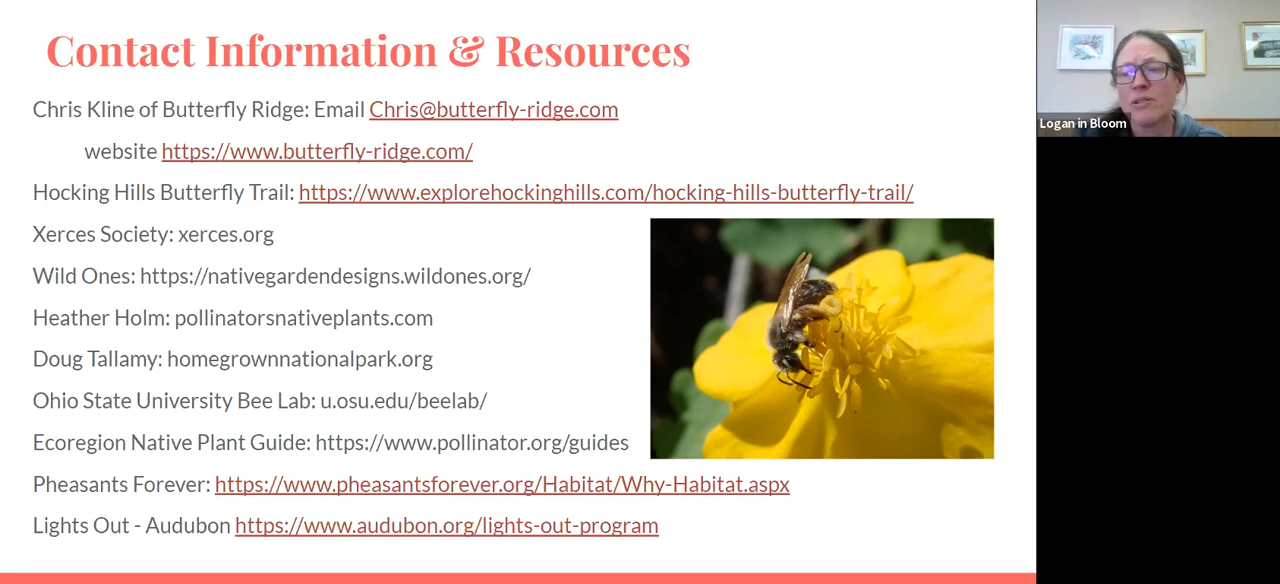 Contact Information & Resources
Chris Kline of Butterfly Ridge: Email Chris@butterfly-ridge.com
website https://www.butterfly-ridge.com/
Hocking Hills Butterfly Trail: https://www.explorehockinghills.com/hocking-hills-butterfly-trail/
Xerces Society: xerces.org
Wild Ones: https://nativegardendesigns.wildones.org/
Heather Holm: pollinatorsnativeplants.com
Doug Tallamy: homegrownnationalpark.org
Ohio State University Bee Lab: u.osu.edu/beelab/
Ecoregion Native Plant Guide: https://www.pollinator.org/guides
Pheasants Forever: https://www.pheasantsforever.org/Habitat/Why-Habitat.aspx
Lights Out - Audubon https://www.audubon.org/lights-out-program
Logan in Bloom